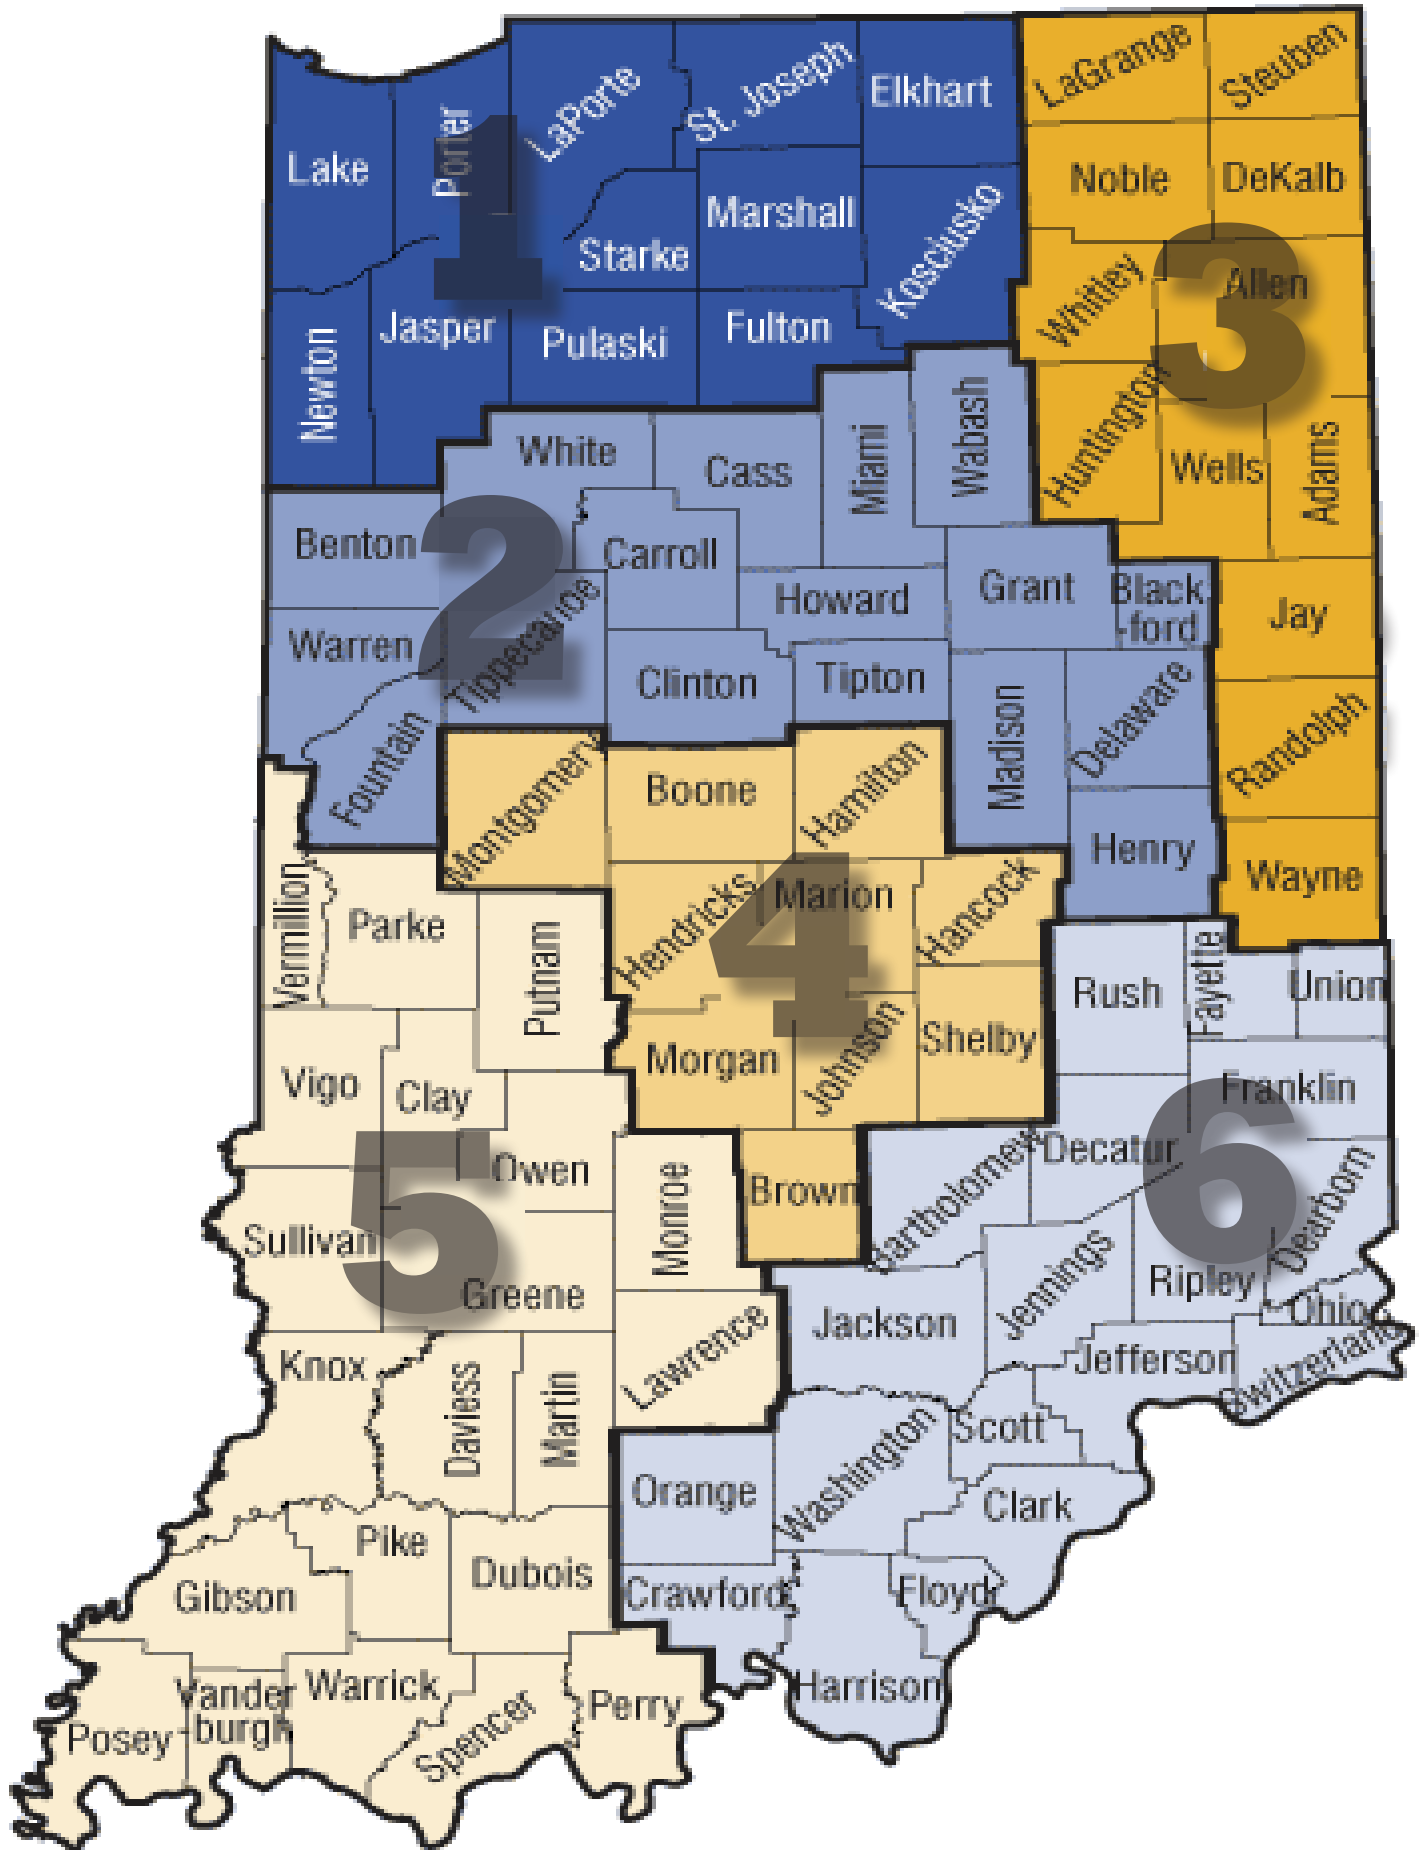 LaGrange
Steuben
St. Joseph
Elkhart
LaPorte
Porter
Lake
1
Noble
DeKalb
Marshall
Kosciusko
Starke
3
Allen
Whitley
Newton
Jasper
Pulaski
Fulton
Huntington
Wells
Adams
White
Cass
Miami
Wabash
Benton
2
Carroll
Howard
Grant
Black
-ford
Jay
Warren
Tippecanoe
Clinton
Tipton
Madison
Delaware
Randolph
Fountain
Montgomery
Boone
Hamilton
Henry
Wayne
Vermillion
Parke
Putnam
Hendricks
4
Marion
Hancock
Rush
Fayette
Union
Vigo
Clay
Morgan
Johnson
Shelby
Franklin
5
Owen
Monroe
Brown
Bartholomew
Decatur
6
Dearborn
Sullivan
Greene
Lawrence
Jackson
Jennings
Ripley
Ohio
Knox
Daviess
Martin
Jefferson
Switzerland
Orange
Washington
Scott
Clark
Pike
Dubois
Gibson
Crawford
Floyd
Harrison
Posey
Vander
-burgh
Warrick
Spencer
Perry